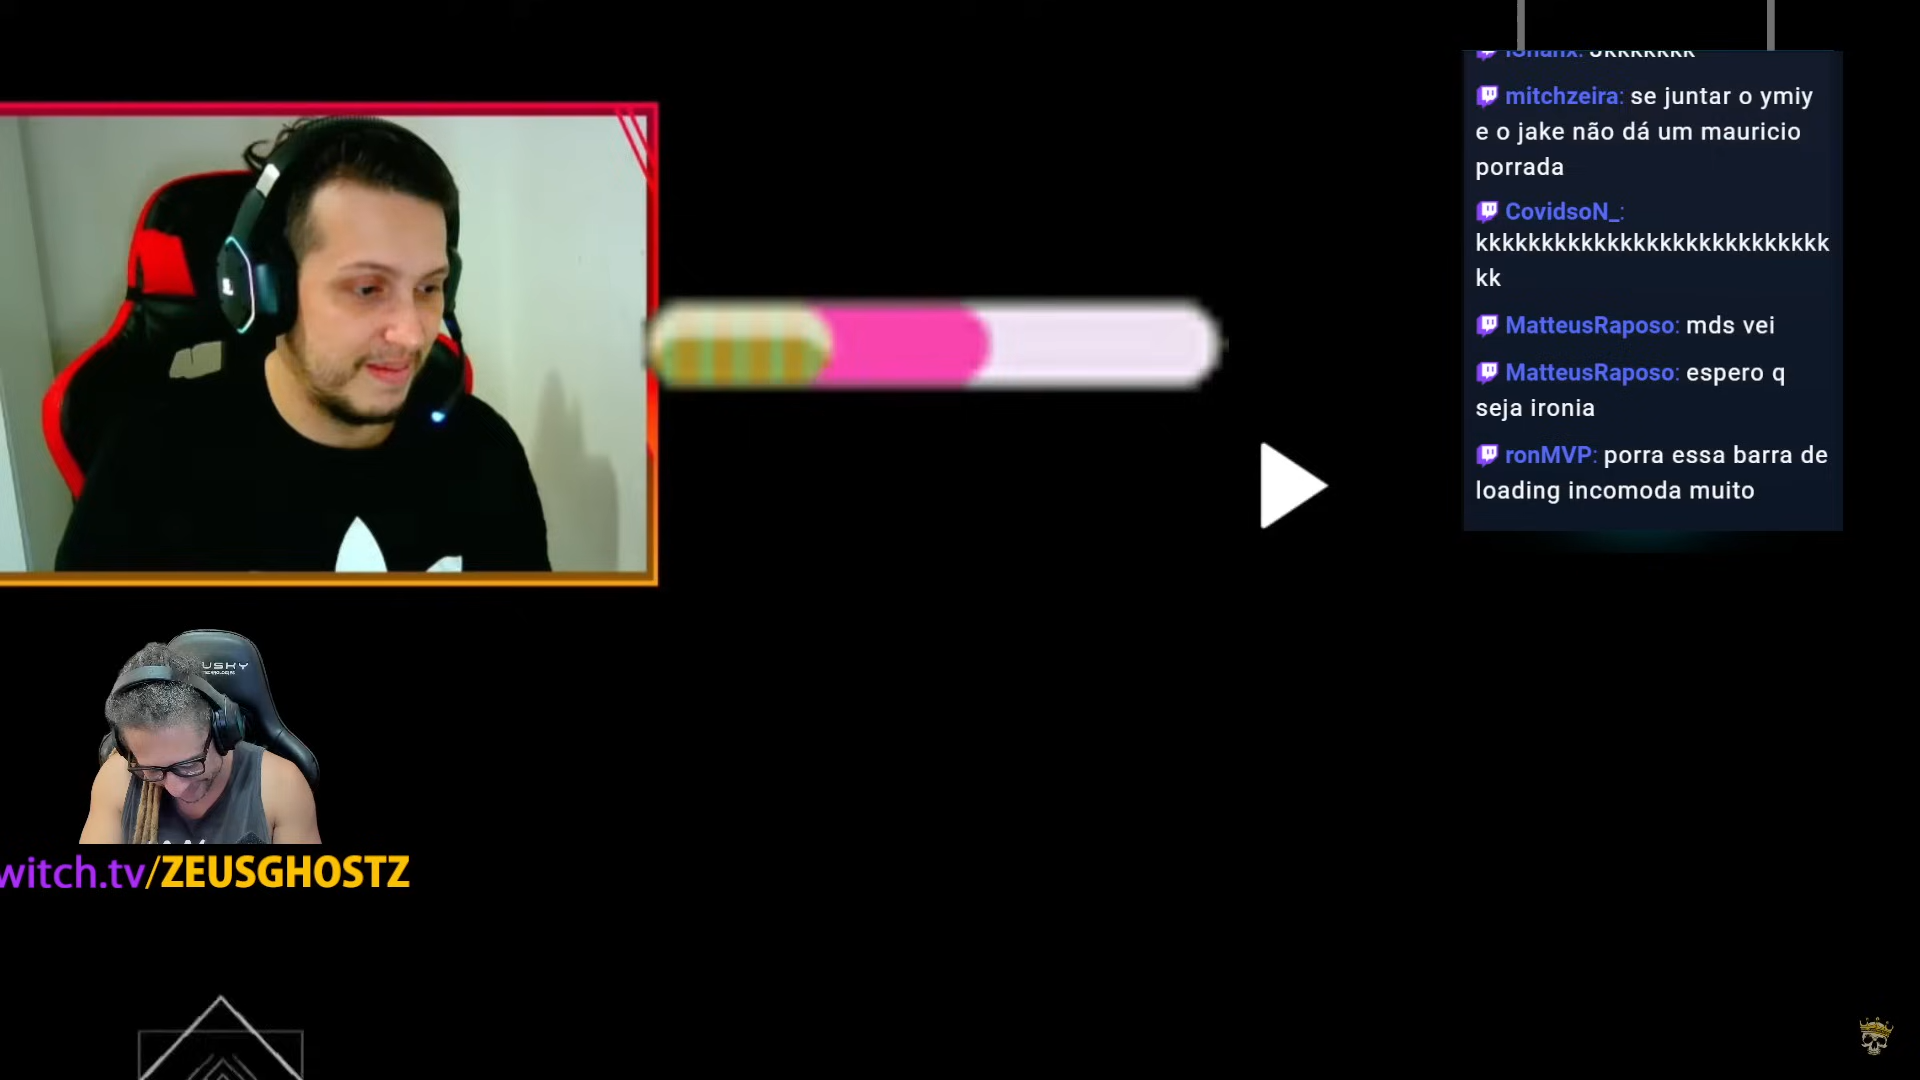 mitchzeira: se juntar o ymiy
e o jake não dá um mauricio
porrada
CovidsoN_:
kkkkkkkkkkkkkkkkkkkkkkkkkkk
kk
MatteusRaposo: mds vei
MatteusRaposo: espero q
seja ironia
ronMVP: porra essa barra de
loading incomoda muito
USKY
witch.tv/ZEUSGHOSTZ